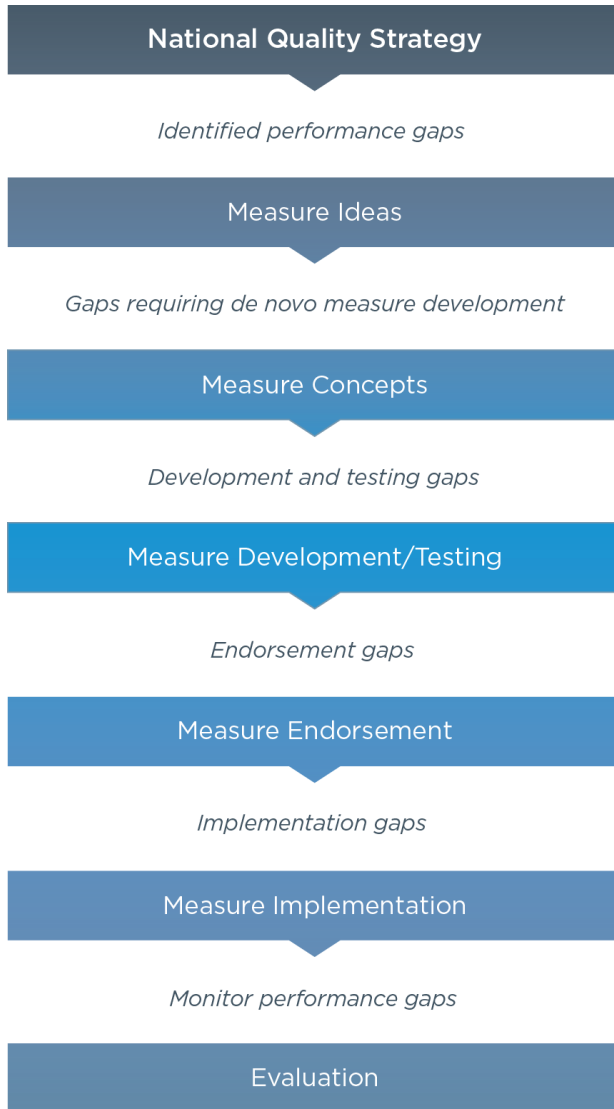 National Quality Strategy
Identified performance gaps
Measure Ideas
Gaps requiring de novo measure development
Measure Concepts
Development and testing gaps
Measure Development/Testing
Endorsement gaps
Measure Endorsement
Implementation gaps
Measure Implementation
Monitor performance gaps
Evaluation